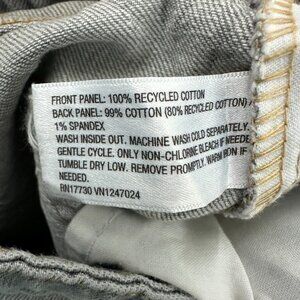 FRONT PANEL: 100% RECYCLED COTTON
BACK PANEL: 99% COTTON (80% RECYCLED COTTON)
1% SPANDEX
WASH INSIDE OUT. MACHINE WASH COLD SEPARATELY.
GENTLE CYCLE. ONLY NON-CHLORINE BLEACH IF NEEDE
TUMBLE DRY LOW. REMOVE PROMPTLY. WARM IF
NEEDED.
RN17730 VN1247024